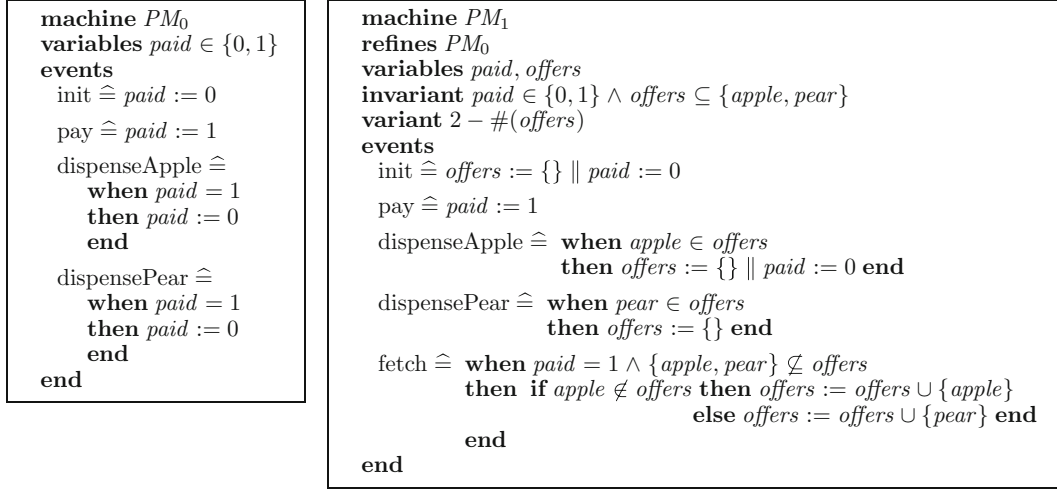 machine PM₀
variables paid ∈ {0, 1}
events
init ≙ paid := 0
pay ≙ paid := 1
dispenseApple ≙
when paid = 1
then paid := 0
end
dispensePear ≙
when paid = 1
then paid := 0
end
end
machine PM₁
refines PM₀
variables paid, offers
invariant paid ∈ {0, 1} ∧ offers ⊆ {apple, pear}
variant 2 − #(offers)
events
init ≙ offers := {} ∥ paid := 0
pay ≙ paid := 1
dispenseApple ≙ when apple ∈ offers
then offers := {} ∥ paid := 0 end
dispensePear ≙ when pear ∈ offers
then offers := {} end
fetch ≙ when paid = 1 ∧ {apple, pear} ⊈ offers
then if apple ∉ offers then offers := offers ∪ {apple}
else offers := offers ∪ {pear} end
end
end